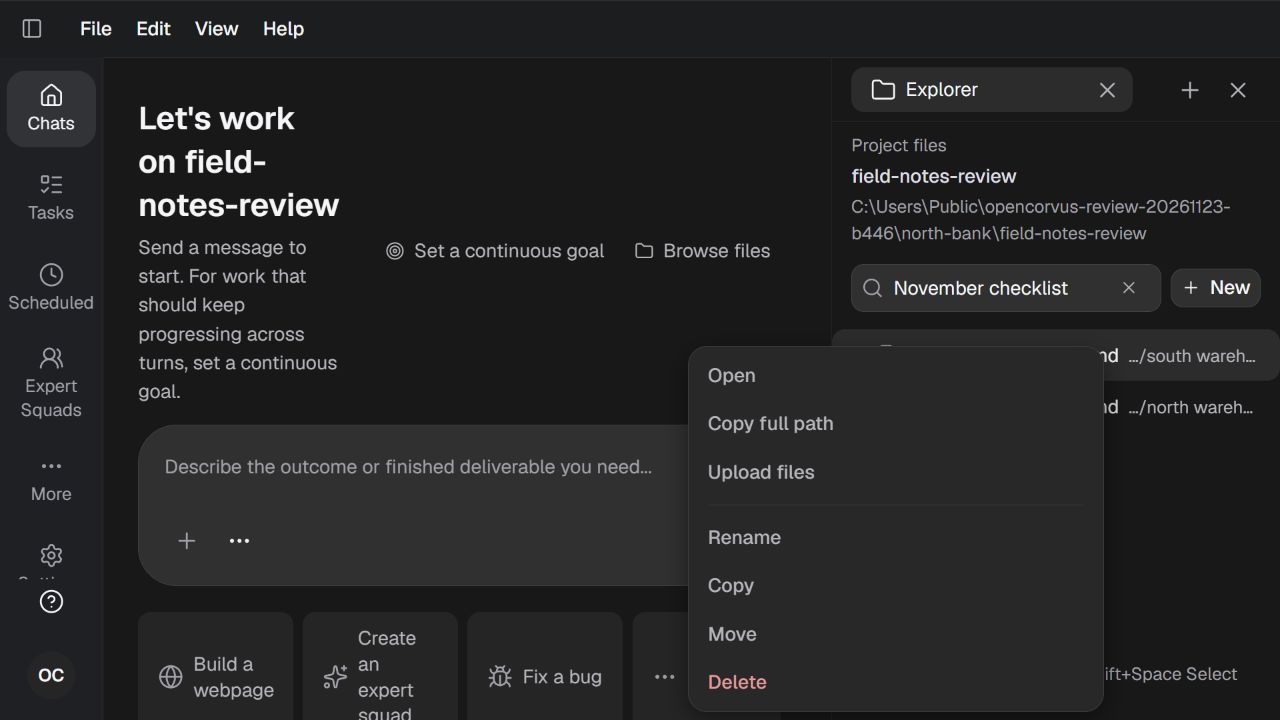 File Edit View Help
Chats
Tasks
Scheduled
Expert
Squads
More
OC
Let's work
on field-
notes-review
Send a message to
start. For work that
should keep
progressing across
turns, set a continuous
goal.
Set a continuous goal
Browse files
Describe the outcome or finished deliverable you need...
Build a
webpage
Create
an
expert
squad
Fix a bug
Explorer
Project files
field-notes-review
C:\Users\Public\opencorvus-review-20261123-
b446\north-bank\field-notes-review
November checklist
New
nd .../south wareh...
nd .../north wareh...
Open
Copy full path
Upload files
Rename
Copy
Move
Delete
ift+Space Select